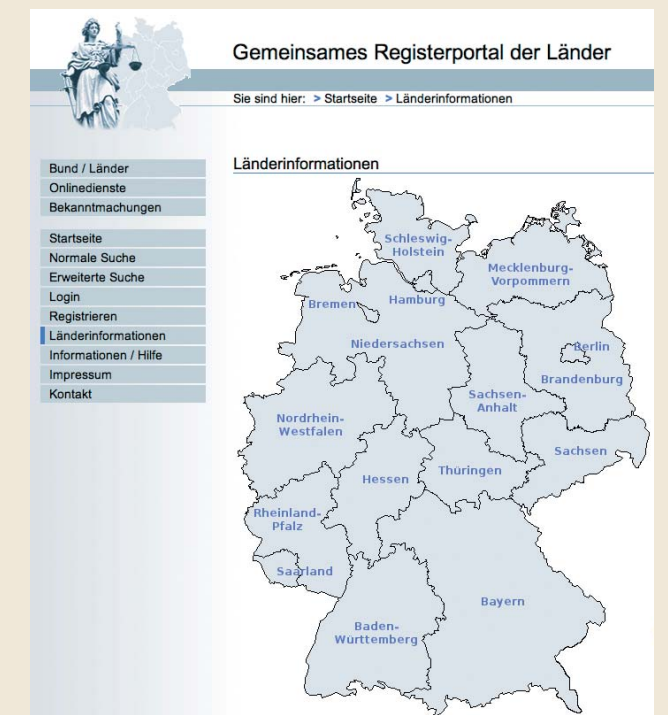 Gemeinsames Registerportal der Länder
Sie sind hier: > Startseite > Länderinformationen
Bund / Länder
Onlinedienste
Bekanntmachungen
Startseite
Normale Suche
Erweiterte Suche
Login
Registrieren
Länderinformationen
Informationen / Hilfe
Impressum
Kontakt
Länderinformationen
Schleswig-
Holstein
Mecklenburg-
Vorpommern
Hamburg
Bremen
Niedersachsen
Berlin
Brandenburg
Sachsen-
Anhalt
Nordrhein-
Westfalen
Sachsen
Thüringen
Hessen
Rheinland-
Pfalz
Saarland
Bayern
Baden-
Württemberg